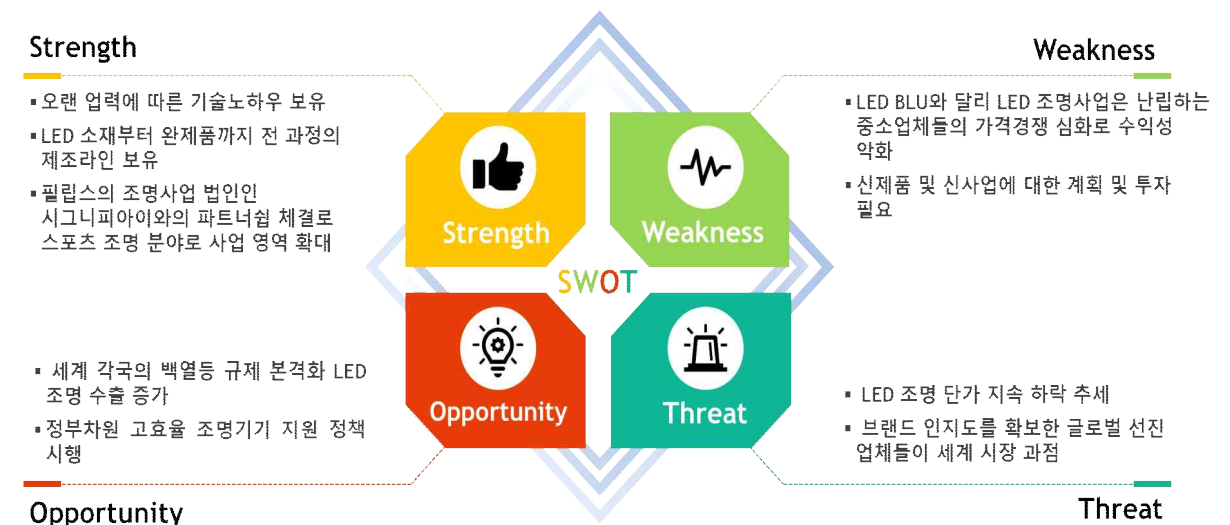 Strength
▪오랜 업력에 따른 기술노하우 보유
▪LED 소재부터 완제품까지 전 과정의
제조라인 보유
▪필립스의 조명사업 법인인
시그니피아이와의 파트너쉽 체결로
스포츠 조명 분야로 사업 영역 확대
Weakness
▪LED BLU와 달리 LED 조명사업은 난립하는
중소업체들의 가격경쟁 심화로 수익성
악화
▪신제품 및 신사업에 대한 계획 및 투자
필요
Strength
Weakness
SWOT
Opportunity
Threat
▪ 세계 각국의 백열등 규제 본격화 LED
조명 수출 증가
▪정부차원 고효율 조명기기 지원 정책
시행
Opportunity
▪ LED 조명 단가 지속 하락 추세
▪ 브랜드 인지도를 확보한 글로벌 선진
업체들이 세계 시장 과점
Threat